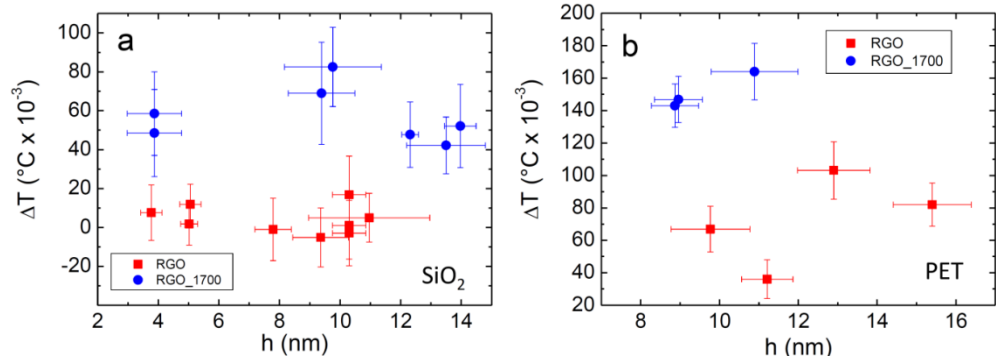 a
ΔT (°C x 10⁻³)
100
80
60
40
20
0
-20
RGO
RGO_1700
SiO₂
2 4 6 8 10 12 14
h (nm)
b
ΔT (°C x 10⁻³)
200
180
160
140
120
100
80
60
40
20
RGO
RGO_1700
PET
8 10 12 14 16
h (nm)